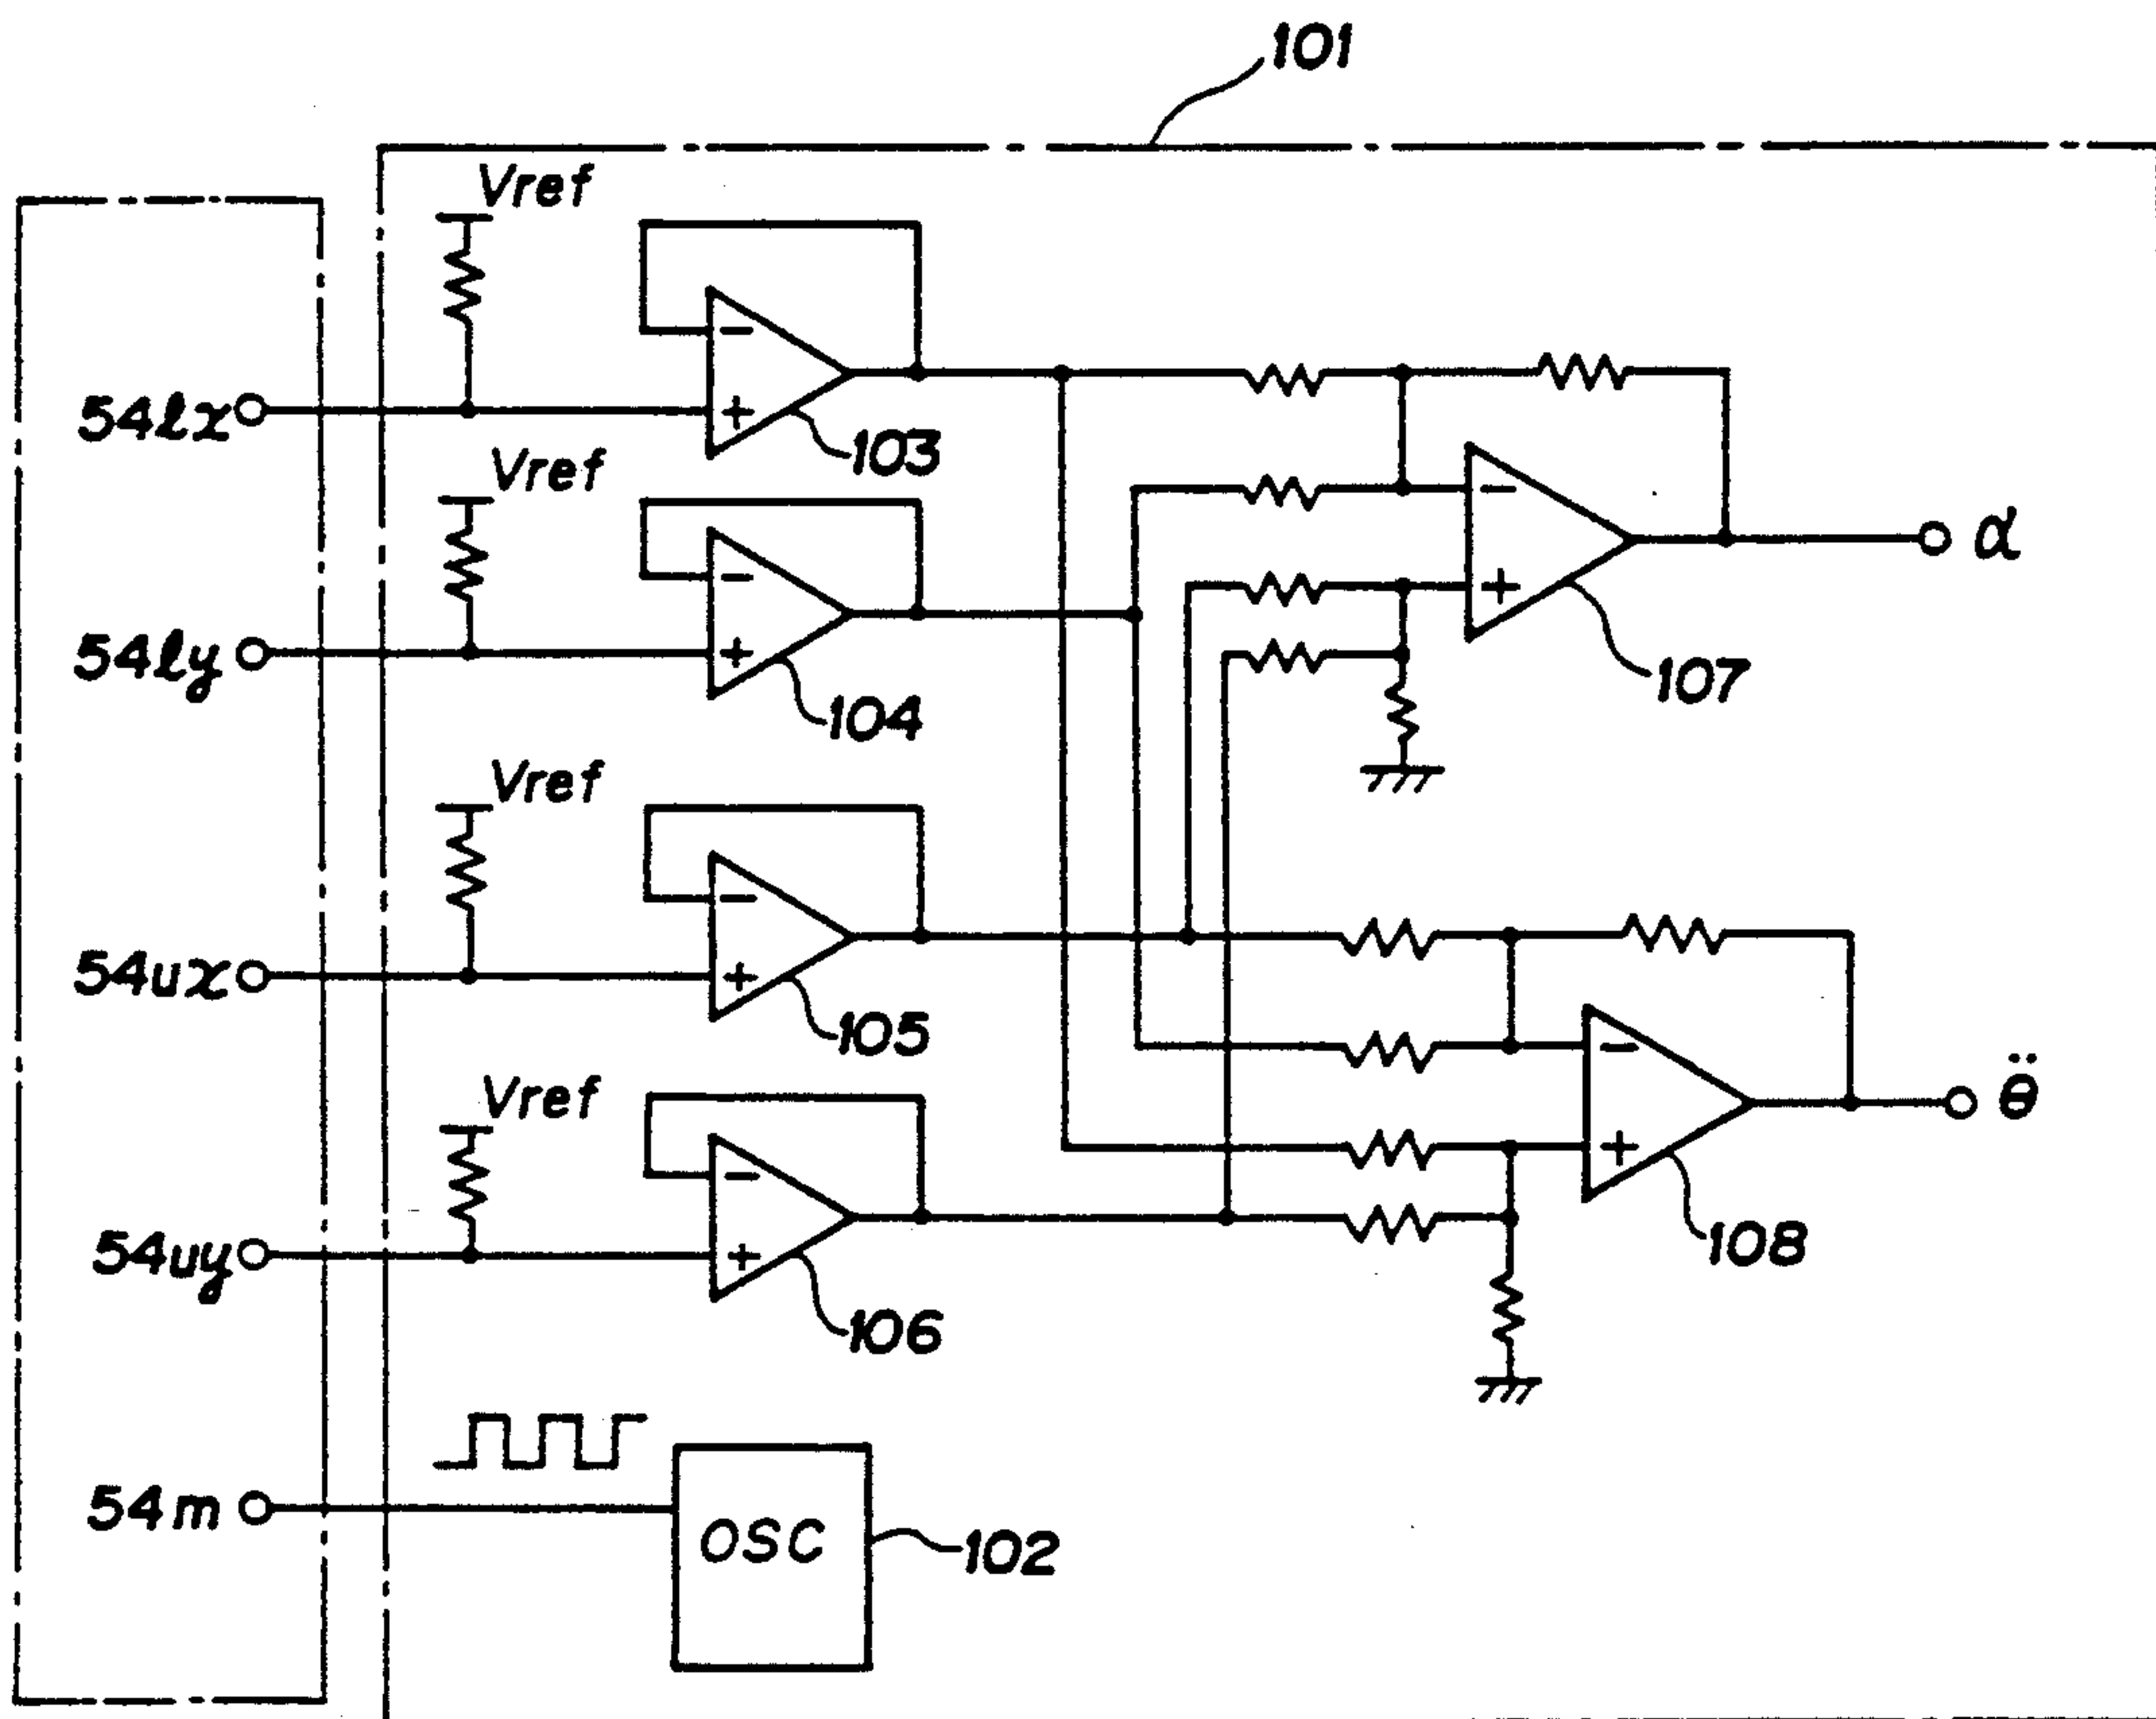 101
Vref
54lx
103
Vref
54ly
104
107
α
Vref
54ux
105
Vref
θ̈
54uy
106
108
54m
OSC
102